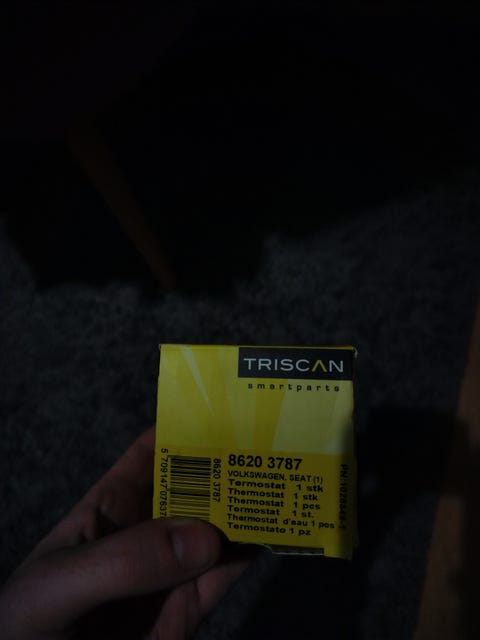 TRISCAN
smartparts
8620 3787
VOLKSWAGEN, SEAT (1)
Termostat 1 stk
Thermostat 1 stk
Thermostat 1 pcs
Termostat 1 st.
Thermostat d'eau 1 pcs
Termostato 1 pz
8620 3787